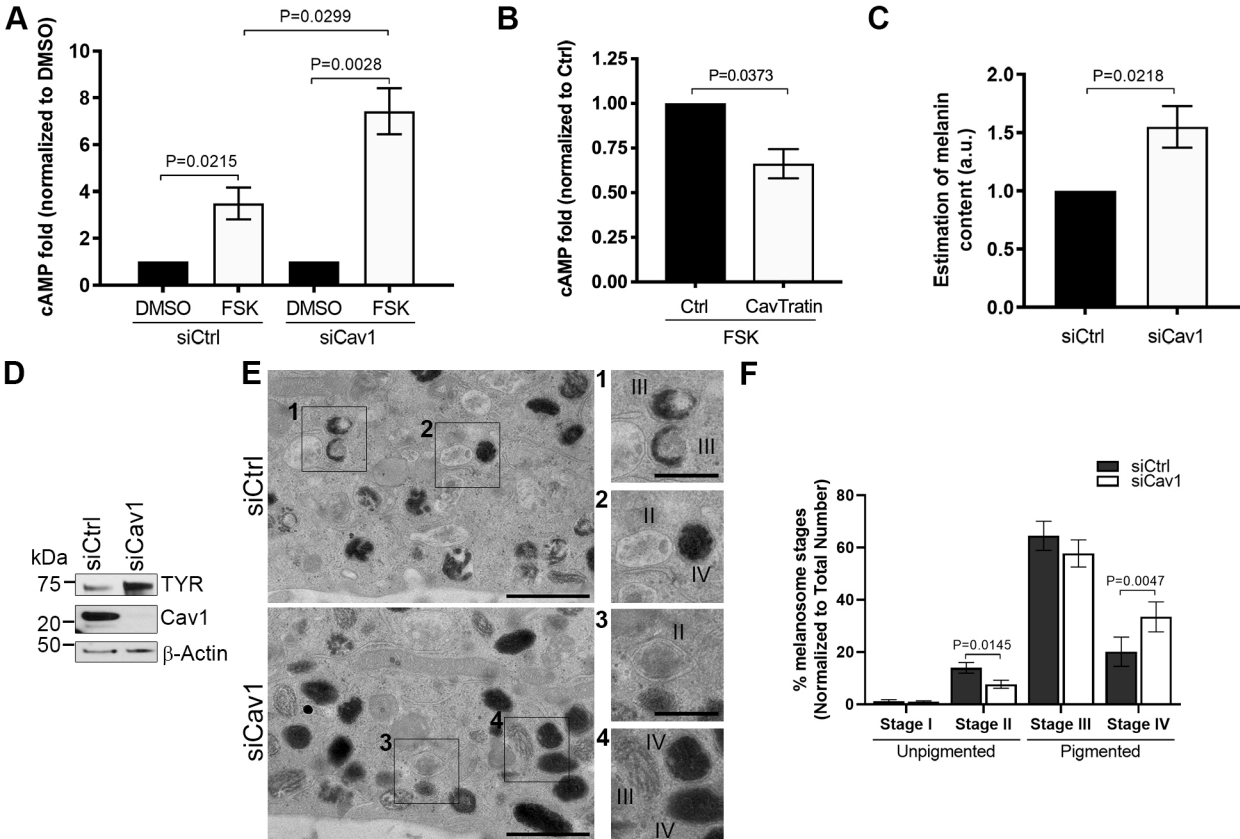 A
cAMP fold (normalized to DMSO)
10
8
6
4
2
0
P=0.0299
P=0.0028
P=0.0215
DMSO FSK DMSO FSK
siCtrl siCav1
B
cAMP fold (normalized to Ctrl)
1.25
1.00
0.75
0.50
0.25
0.00
P=0.0373
Ctrl CavTratin
FSK
C
Estimation of melanin
content (a.u.)
2.0
1.5
1.0
0.5
0.0
P=0.0218
siCtrl siCav1
D
siCtrl
siCav1
kDa
75 TYR
20 Cav1
50 β-Actin
E
siCtrl
1
2
siCav1
3
4
1
III
III
2
II
IV
3
II
4
IV
III
IV
F
siCtrl
siCav1
% melanosome stages
(Normalized to Total Number)
80
60
40
20
0
P=0.0145
P=0.0047
Stage I Stage II Stage III Stage IV
Unpigmented Pigmented